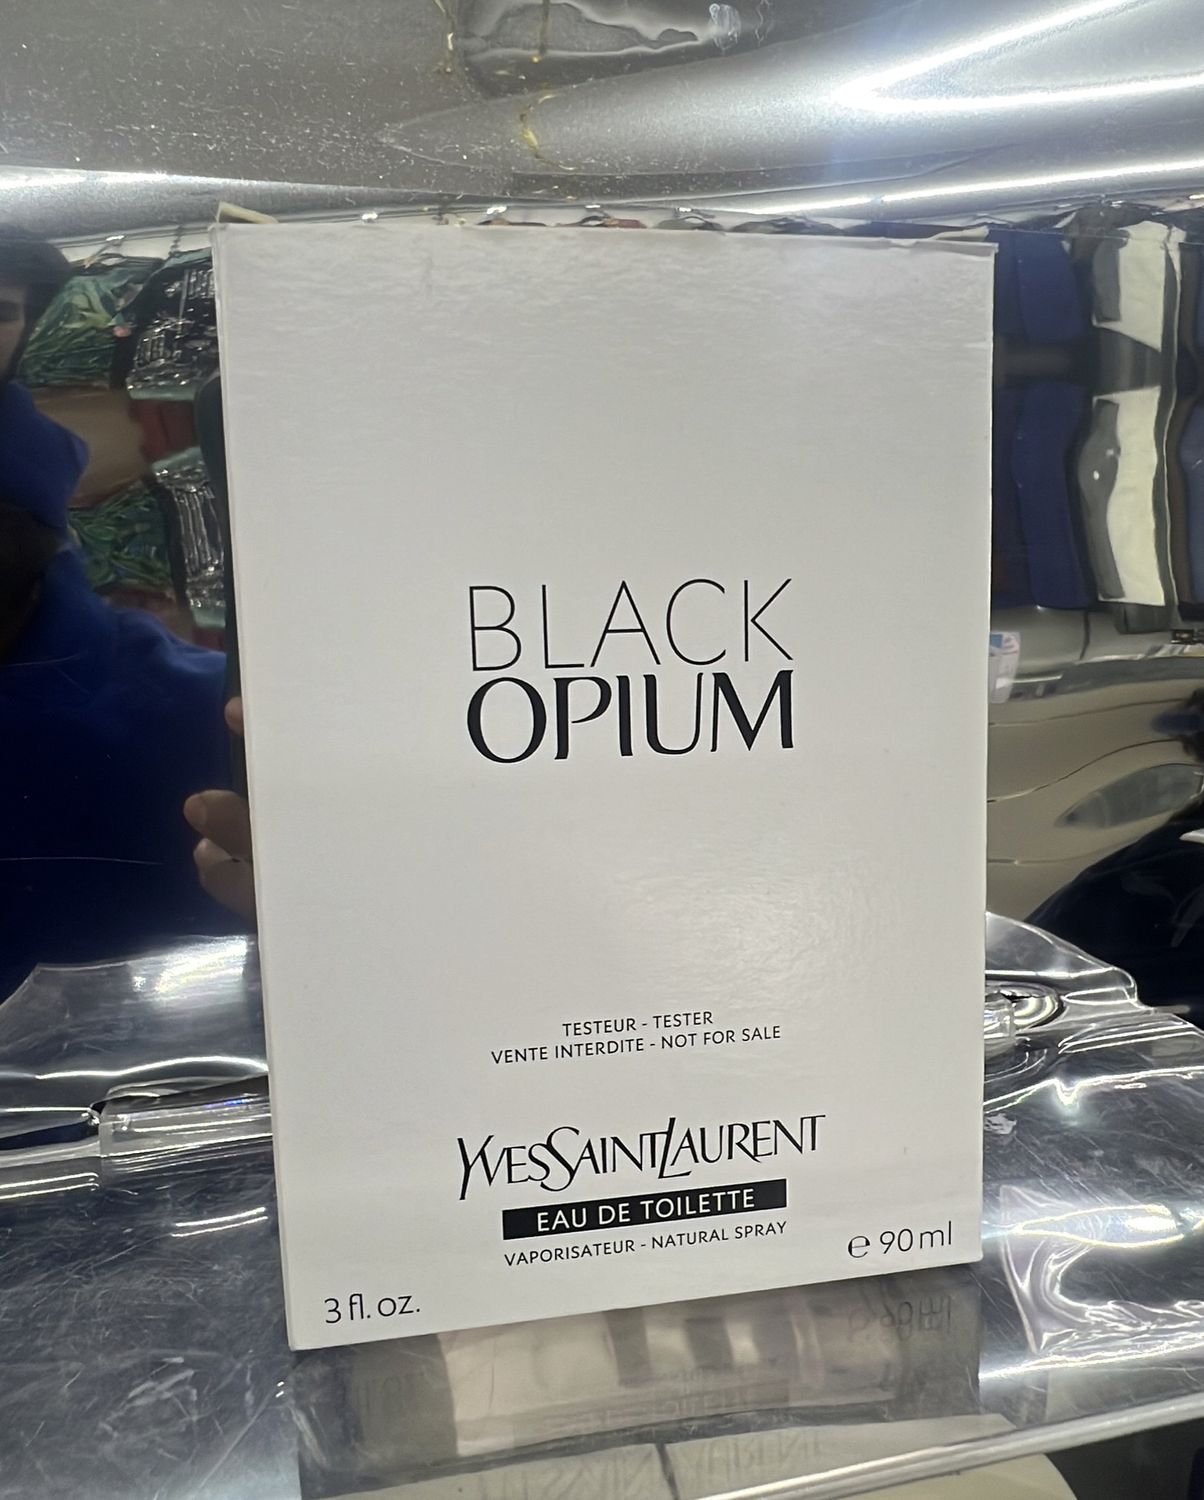 BLACK
OPIUM
TESTEUR - TESTER
VENTE INTERDITE - NOT FOR SALE
YVESSAINTLAURENT
EAU DE TOILETTE
VAPORISATEUR - NATURAL SPRAY
3 fl. oz.
e 90 ml